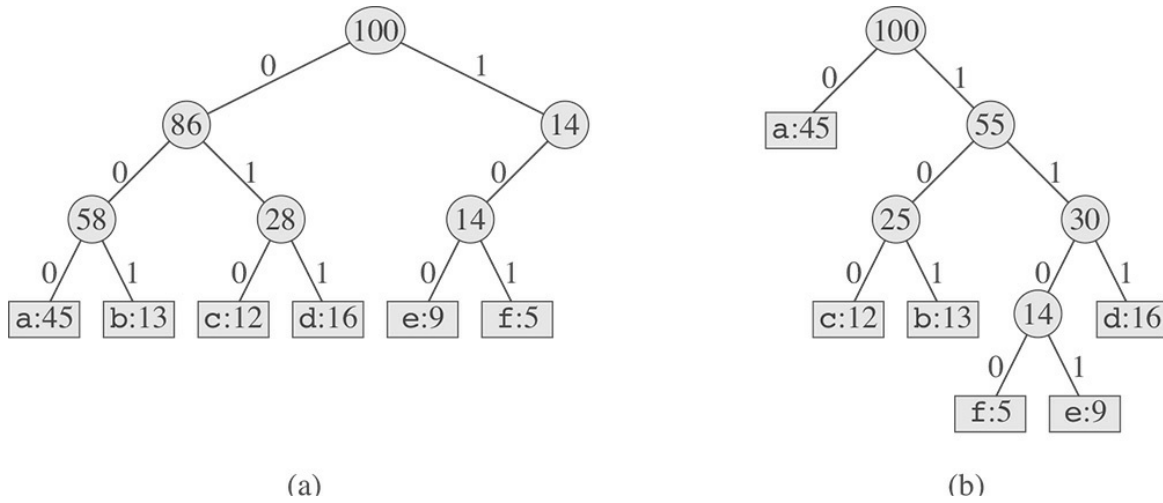 100 100
0 1 0 1
86 14 a:45 55
0 1 0 0 1
58 28 14 25 30
0 1 0 1 0 1 0 1 0 1
a:45 b:13 c:12 d:16 e:9 f:5 c:12 b:13 14 d:16
0 1
f:5 e:9
(a) (b)